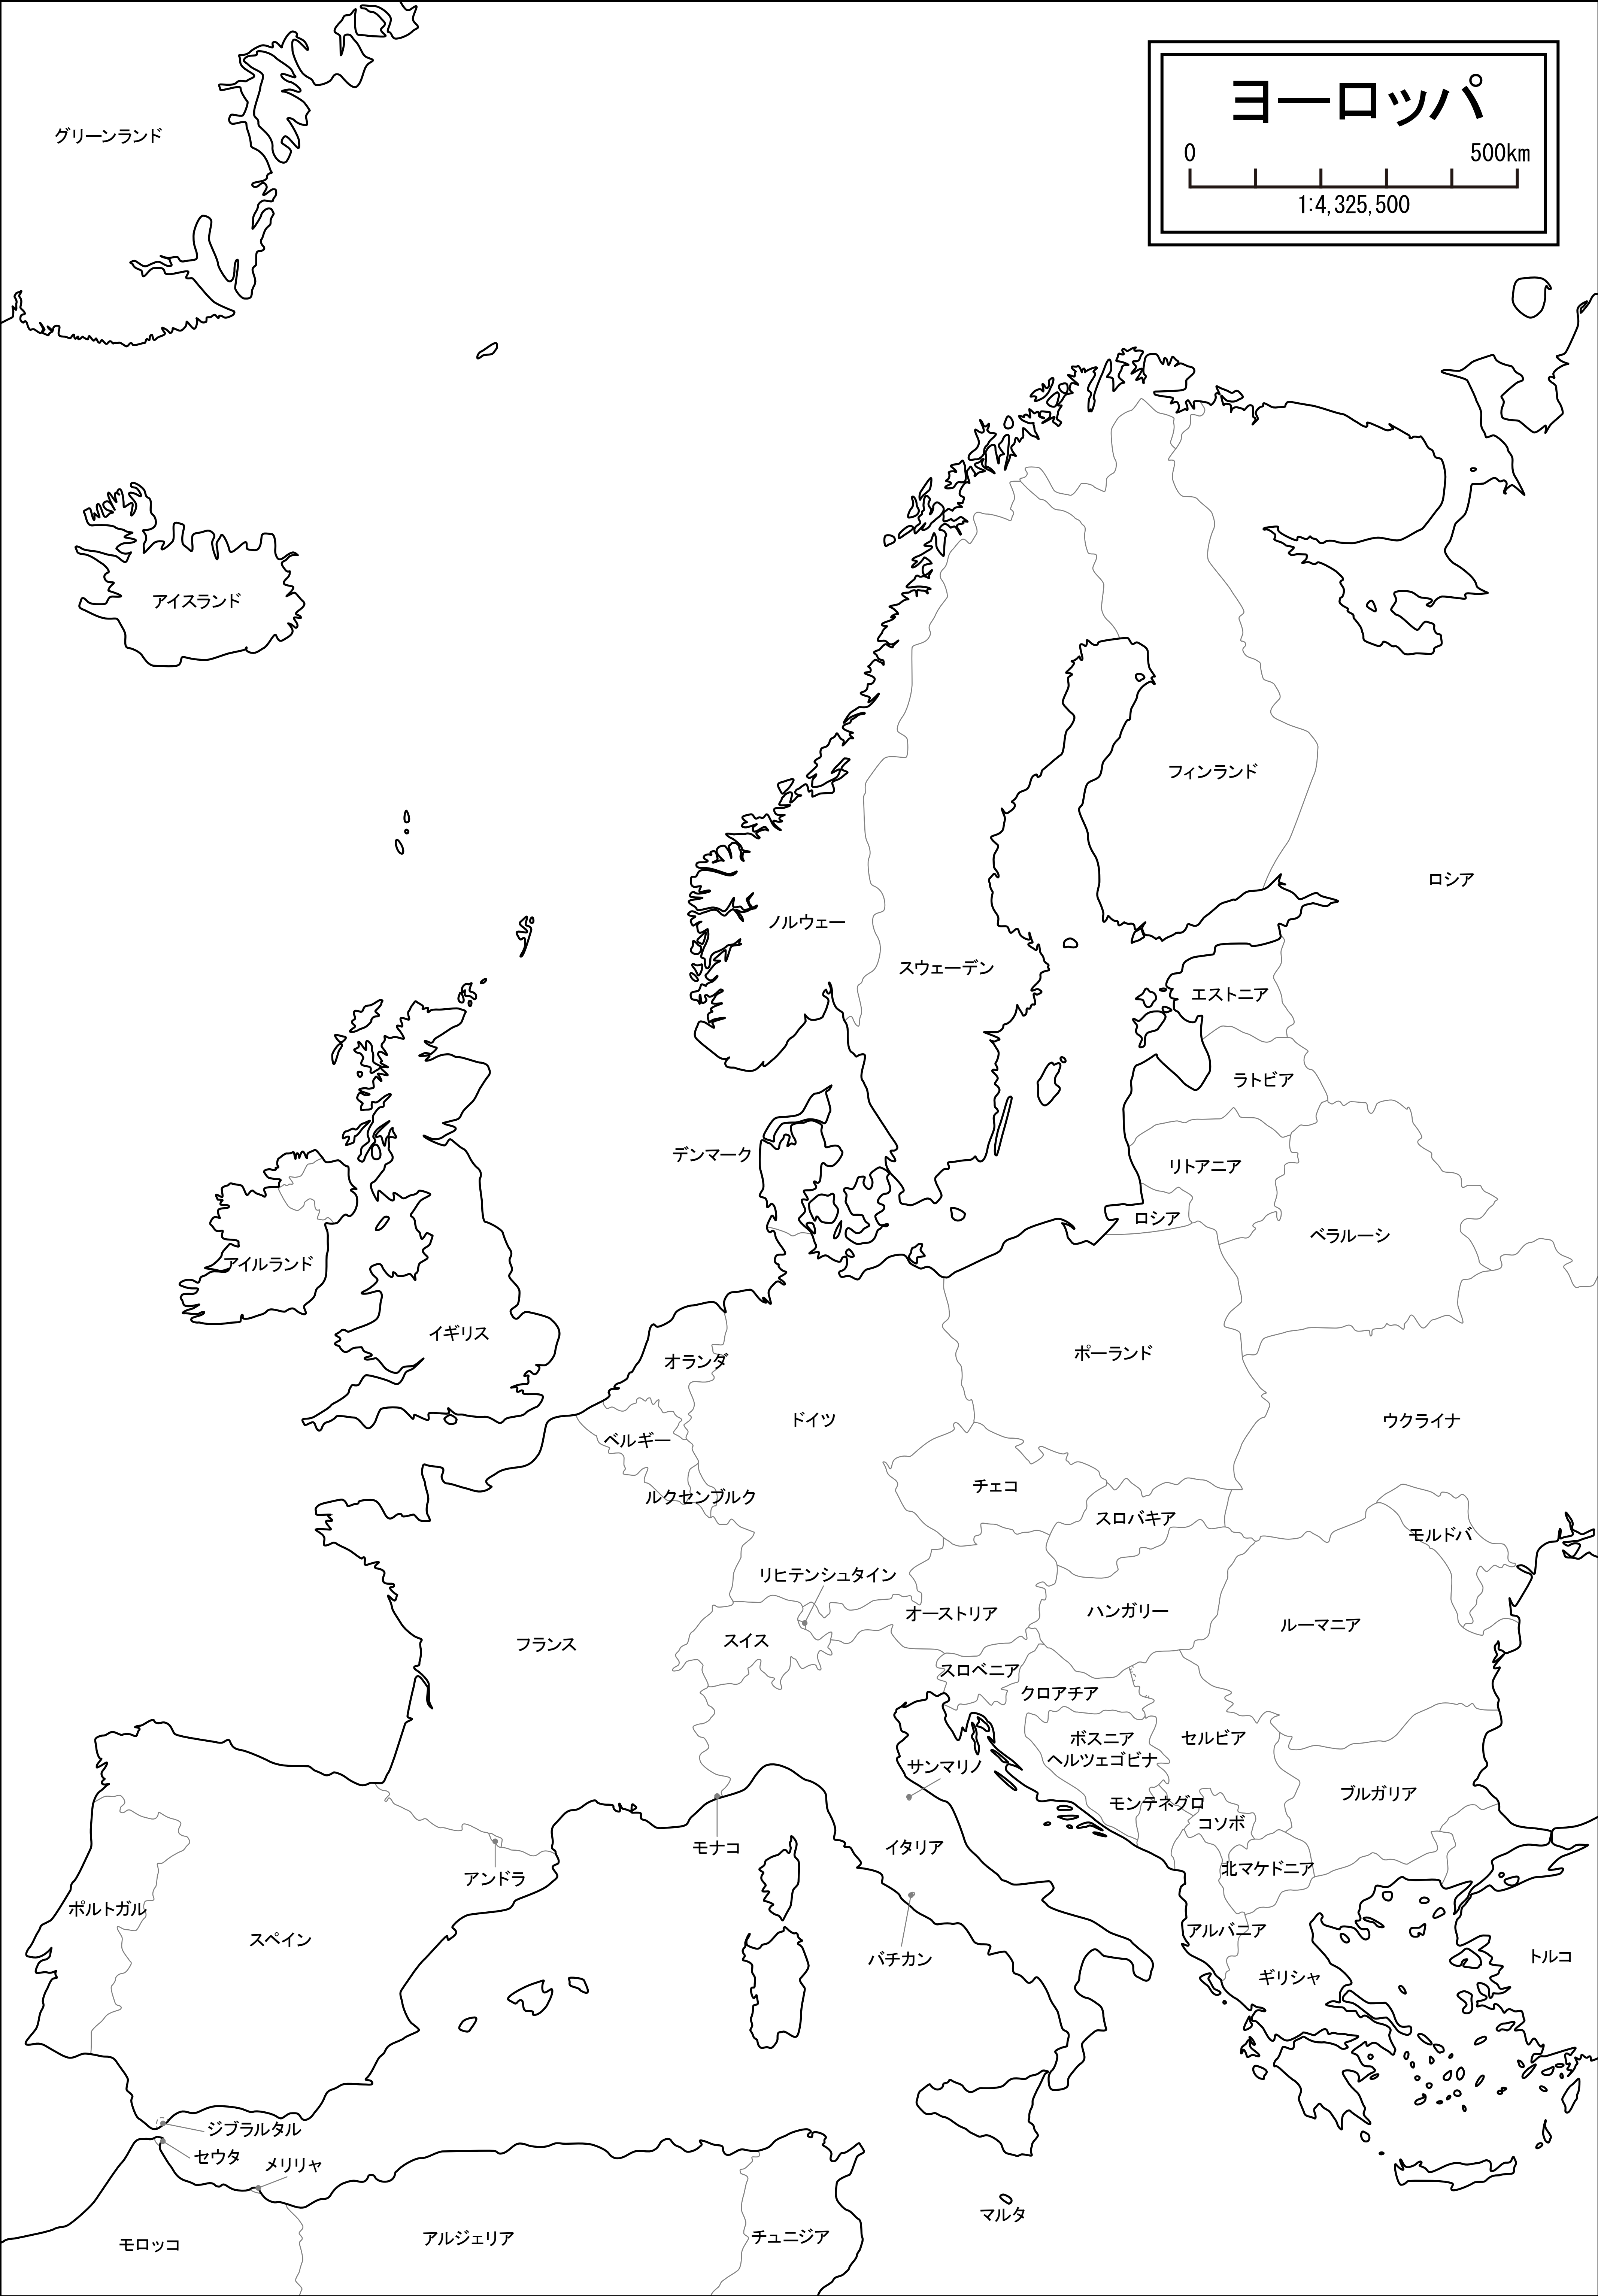 ヨーロッパ
0 500km
1:4,325,500
グリーンランド
アイスランド
フィンランド
ロシア
ノルウェー
スウェーデン
エストニア
ラトビア
デンマーク
リトアニア
ロシア
ベラルーシ
アイルランド
イギリス
オランダ
ポーランド
ドイツ
ウクライナ
ベルギー
チェコ
ルクセンブルク
スロバキア
モルドバ
リヒテンシュタイン
オーストリア
ハンガリー
ルーマニア
スイス
フランス
スロベニア
クロアチア
ボスニア
ヘルツェゴビナ
セルビア
サンマリノ
ブルガリア
モンテネグロ
コソボ
モナコ
イタリア
アンドラ
北マケドニア
ポルトガル
スペイン
アルバニア
バチカン
トルコ
ギリシャ
ジブラルタル
セウタ
メリリャ
マルタ
モロッコ
アルジェリア
チュニジア